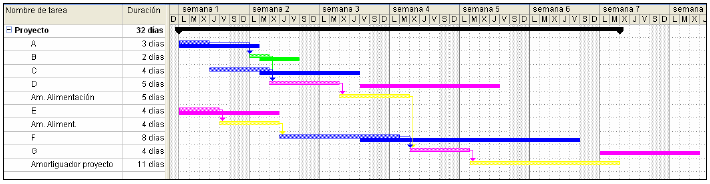 Nombre de tarea Duración semana 1 semana 2 semana 3 semana 4 semana 5 semana 6 semana 7 semana
D L M X J V S D L M X J V S D L M X J V S D L M X J V S D L M X J V S D L M X J V S D L M X J V S D L M X J
Proyecto 32 días
A 3 días
B 2 días
C 4 días
D 5 días
Am. Alimentación 5 días
E 4 días
Am. Aliment. 4 días
F 8 días
G 4 días
Amortiguador proyecto 11 días